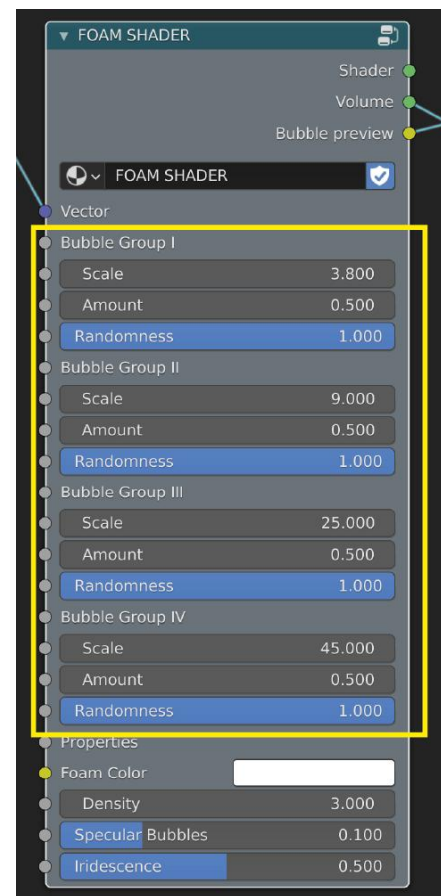 FOAM SHADER
Shader
Volume
Bubble preview
FOAM SHADER
Vector
Bubble Group I
Scale 3.800
Amount 0.500
Randomness 1.000
Bubble Group II
Scale 9.000
Amount 0.500
Randomness 1.000
Bubble Group III
Scale 25.000
Amount 0.500
Randomness 1.000
Bubble Group IV
Scale 45.000
Amount 0.500
Randomness 1.000
Properties
Foam Color
Density 3.000
Specular Bubbles 0.100
Iridescence 0.500